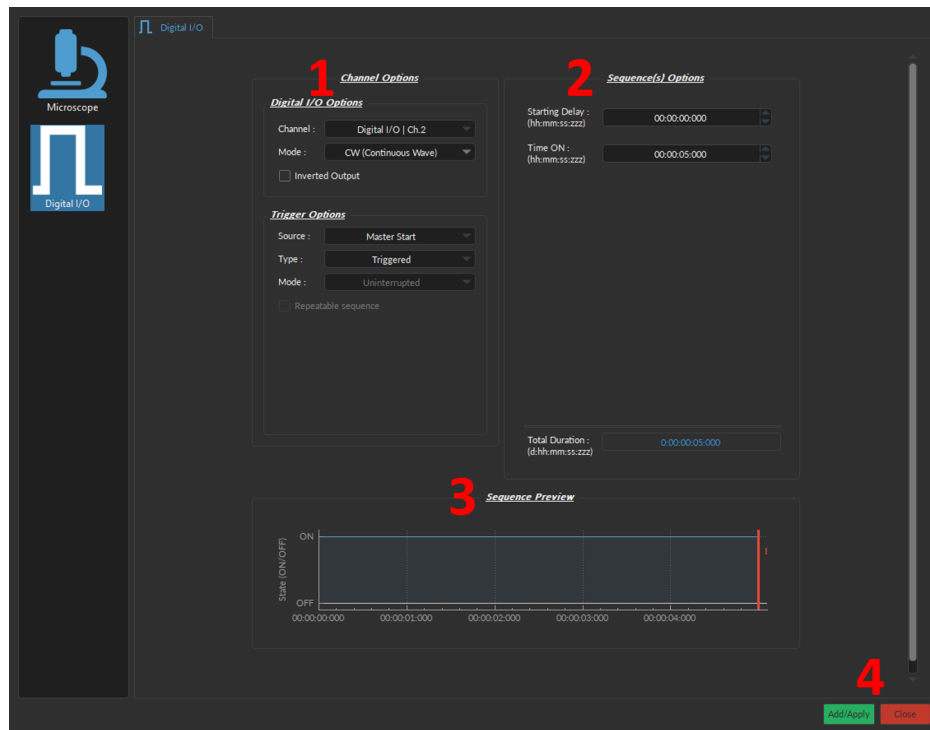 Digital I/O
Microscope
Digital I/O
1
Channel Options
Digital I/O Options
Channel : Digital I/O | Ch.2
Mode : CW (Continuous Wave)
Inverted Output
Trigger Options
Source : Master Start
Type : Triggered
Mode : Uninterrupted
Repeatable sequence
2
Sequence(s) Options
Starting Delay :
(hh:mm:ss:zzz)
00:00:00:000
Time ON :
(hh:mm:ss:zzz)
00:00:05:000
Total Duration :
(d:hh:mm:ss:zzz)
0:00:00:05:000
3
Sequence Preview
State (ON/OFF)
ON
OFF
00:00:00:000 00:00:01:000 00:00:02:000 00:00:03:000 00:00:04:000
4
Add/Apply Close